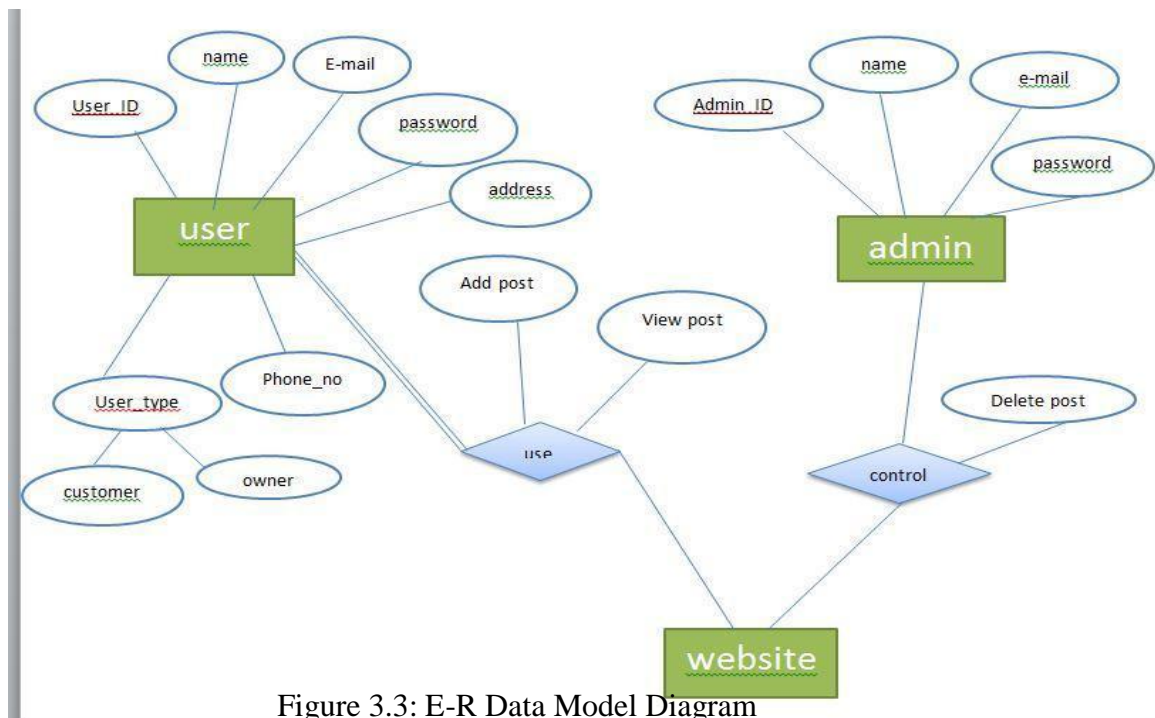 name
E-mail
User_ID
password
address
user
User_type
Phone_no
customer
owner
Add post
View post
use
name
e-mail
Admin_ID
password
admin
Delete post
control
website
Figure 3.3: E-R Data Model Diagram